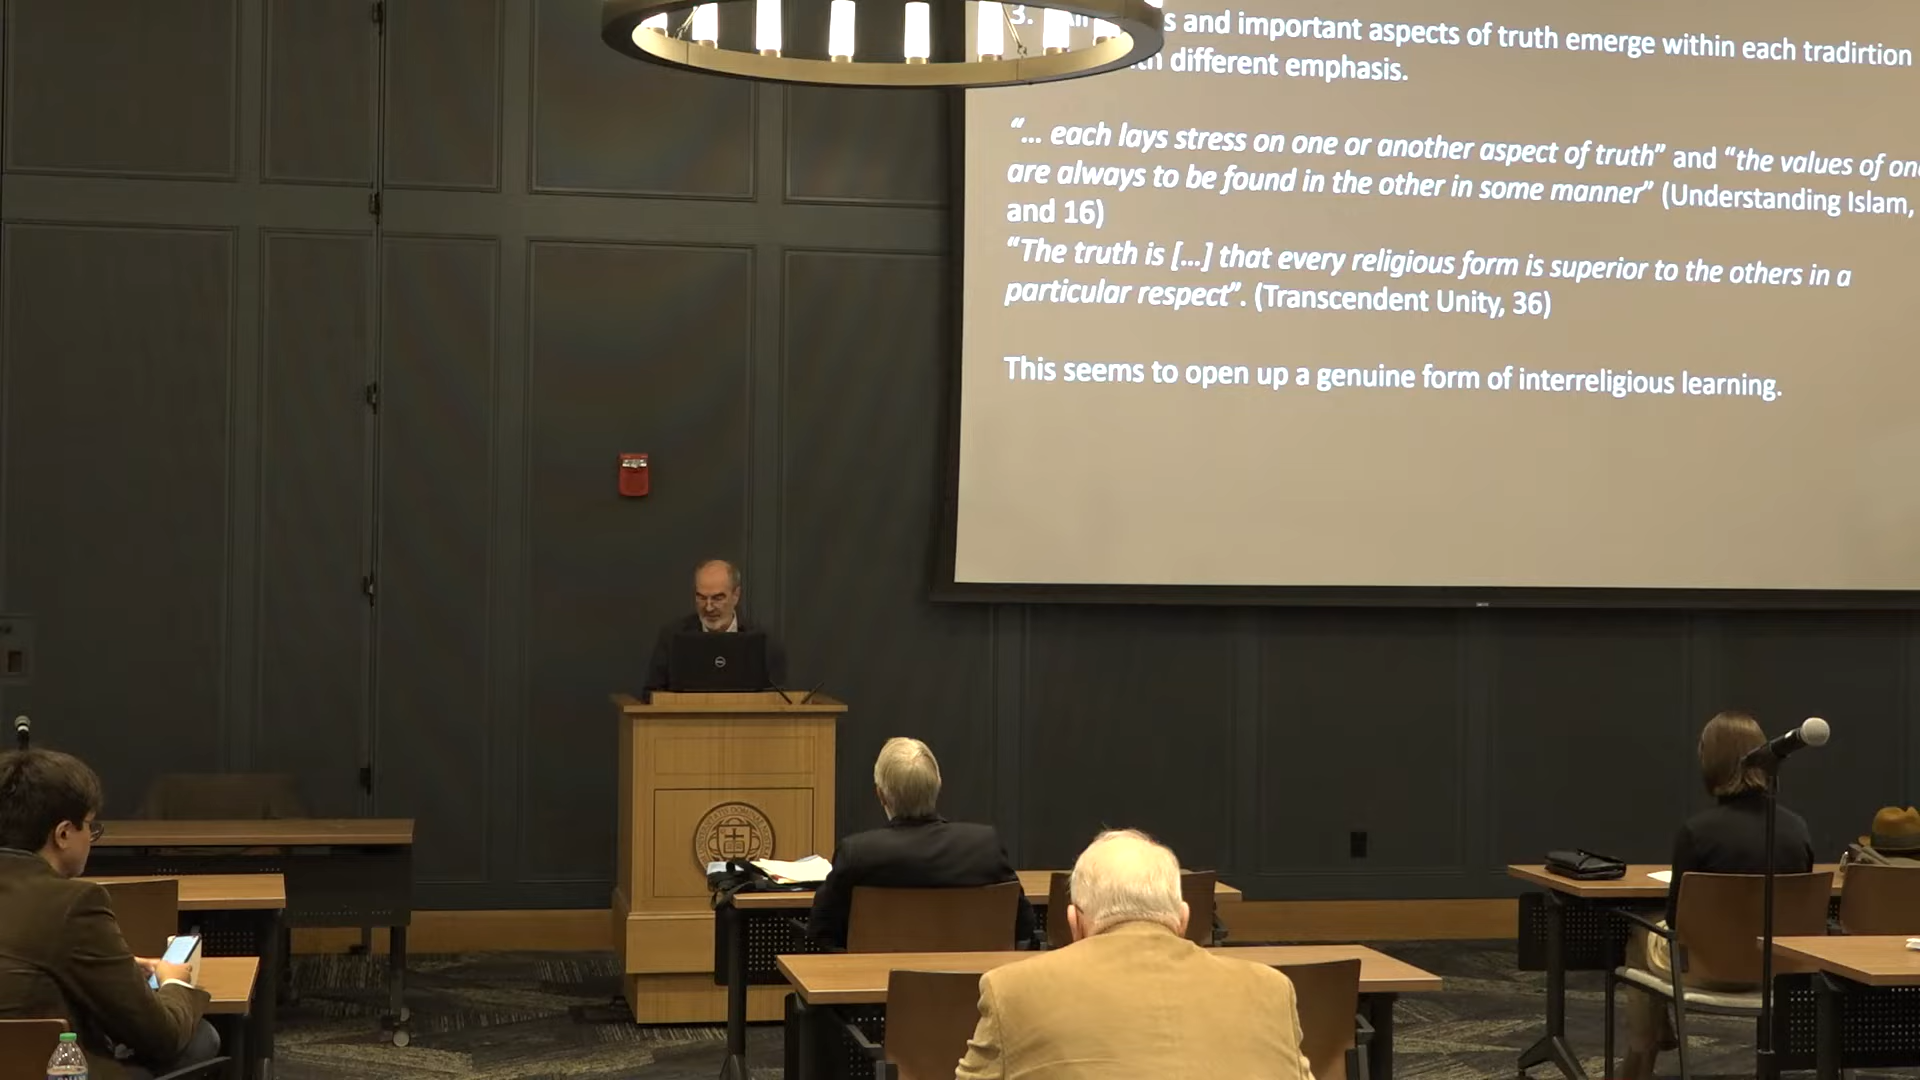 3. s and important aspects of truth emerge within each tradirtion
different emphasis.
“... each lays stress on one or another aspect of truth” and “the values of one
are always to be found in the other in some manner” (Understanding Islam,
and 16)
“The truth is [...] that every religious form is superior to the others in a
particular respect”. (Transcendent Unity, 36)
This seems to open up a genuine form of interreligious learning.
DELL